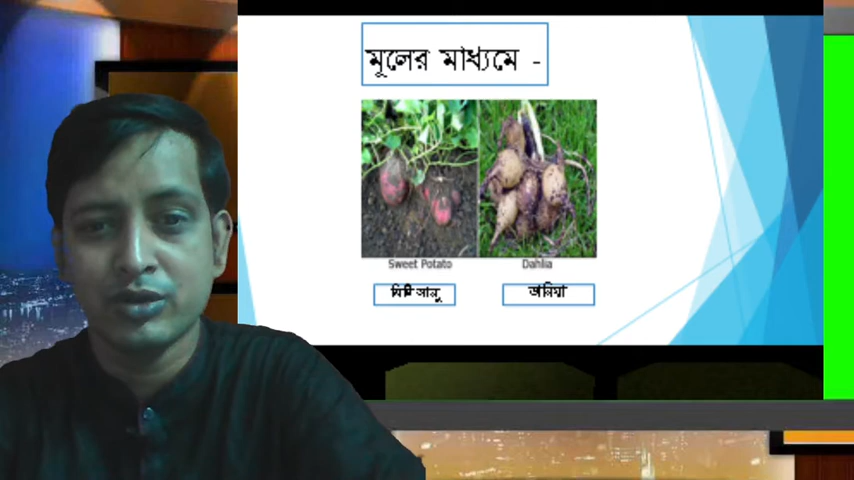 মূলের মাধ্যমে -
Sweet Potato
Dahlia
মিষ্টি আলু
ডালিয়া